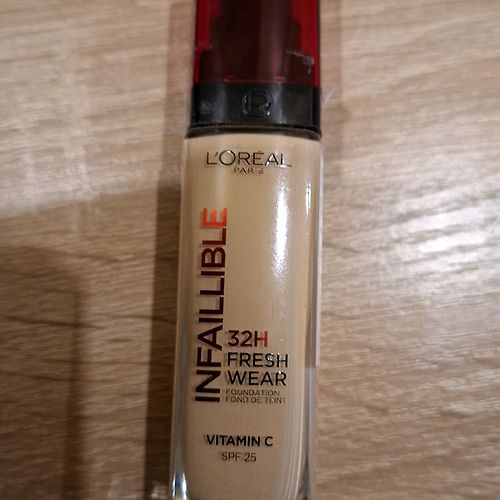 L'ORÉAL
PARIS
INFAILLIBLE
32H
FRESH
WEAR
FOUNDATION
FOND DE TEINT
VITAMIN C
SPF 25